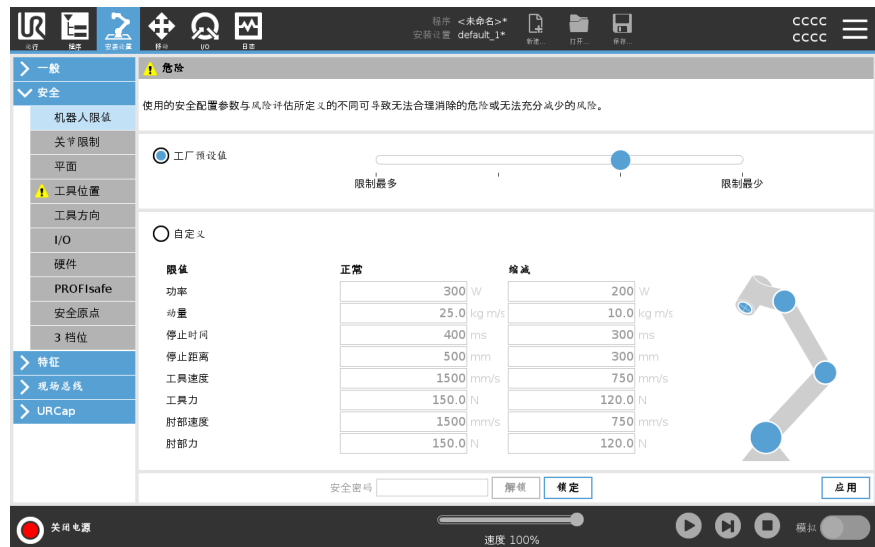 程序 <未命名>*
安装设置 default_1*
运行 程序 安装设置 移动 I/O 日志 新建... 打开... 保存...
cccc
cccc
一般
安全
机器人限值
关节限制
平面
工具位置
工具方向
I/O
硬件
PROFIsafe
安全原点
3 档位
特征
现场总线
URCap
危险
使用的安全配置参数与风险评估所定义的不同可导致无法合理消除的危险或无法充分减少的风险。
工厂预设值
限制最多 限制最少
自定义
限值 正常 缩减
功率 300 W 200 W
动量 25.0 kg m/s 10.0 kg m/s
停止时间 400 ms 300 ms
停止距离 500 mm 300 mm
工具速度 1500 mm/s 750 mm/s
工具力 150.0 N 120.0 N
肘部速度 1500 mm/s 750 mm/s
肘部力 150.0 N 120.0 N
安全密码 解锁 锁定 应用
关闭电源
速度 100%
模拟